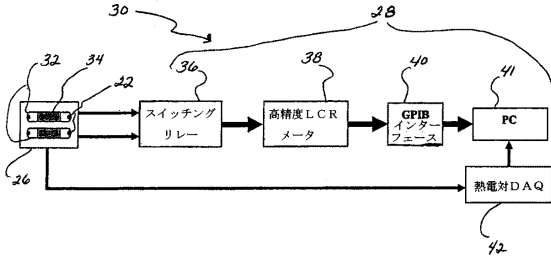 30
28
32
34
22
26
36
スイッチング
リレー
38
高精度LCR
メータ
40
GPIB
インター
フェース
41
PC
熱電対DAQ
42